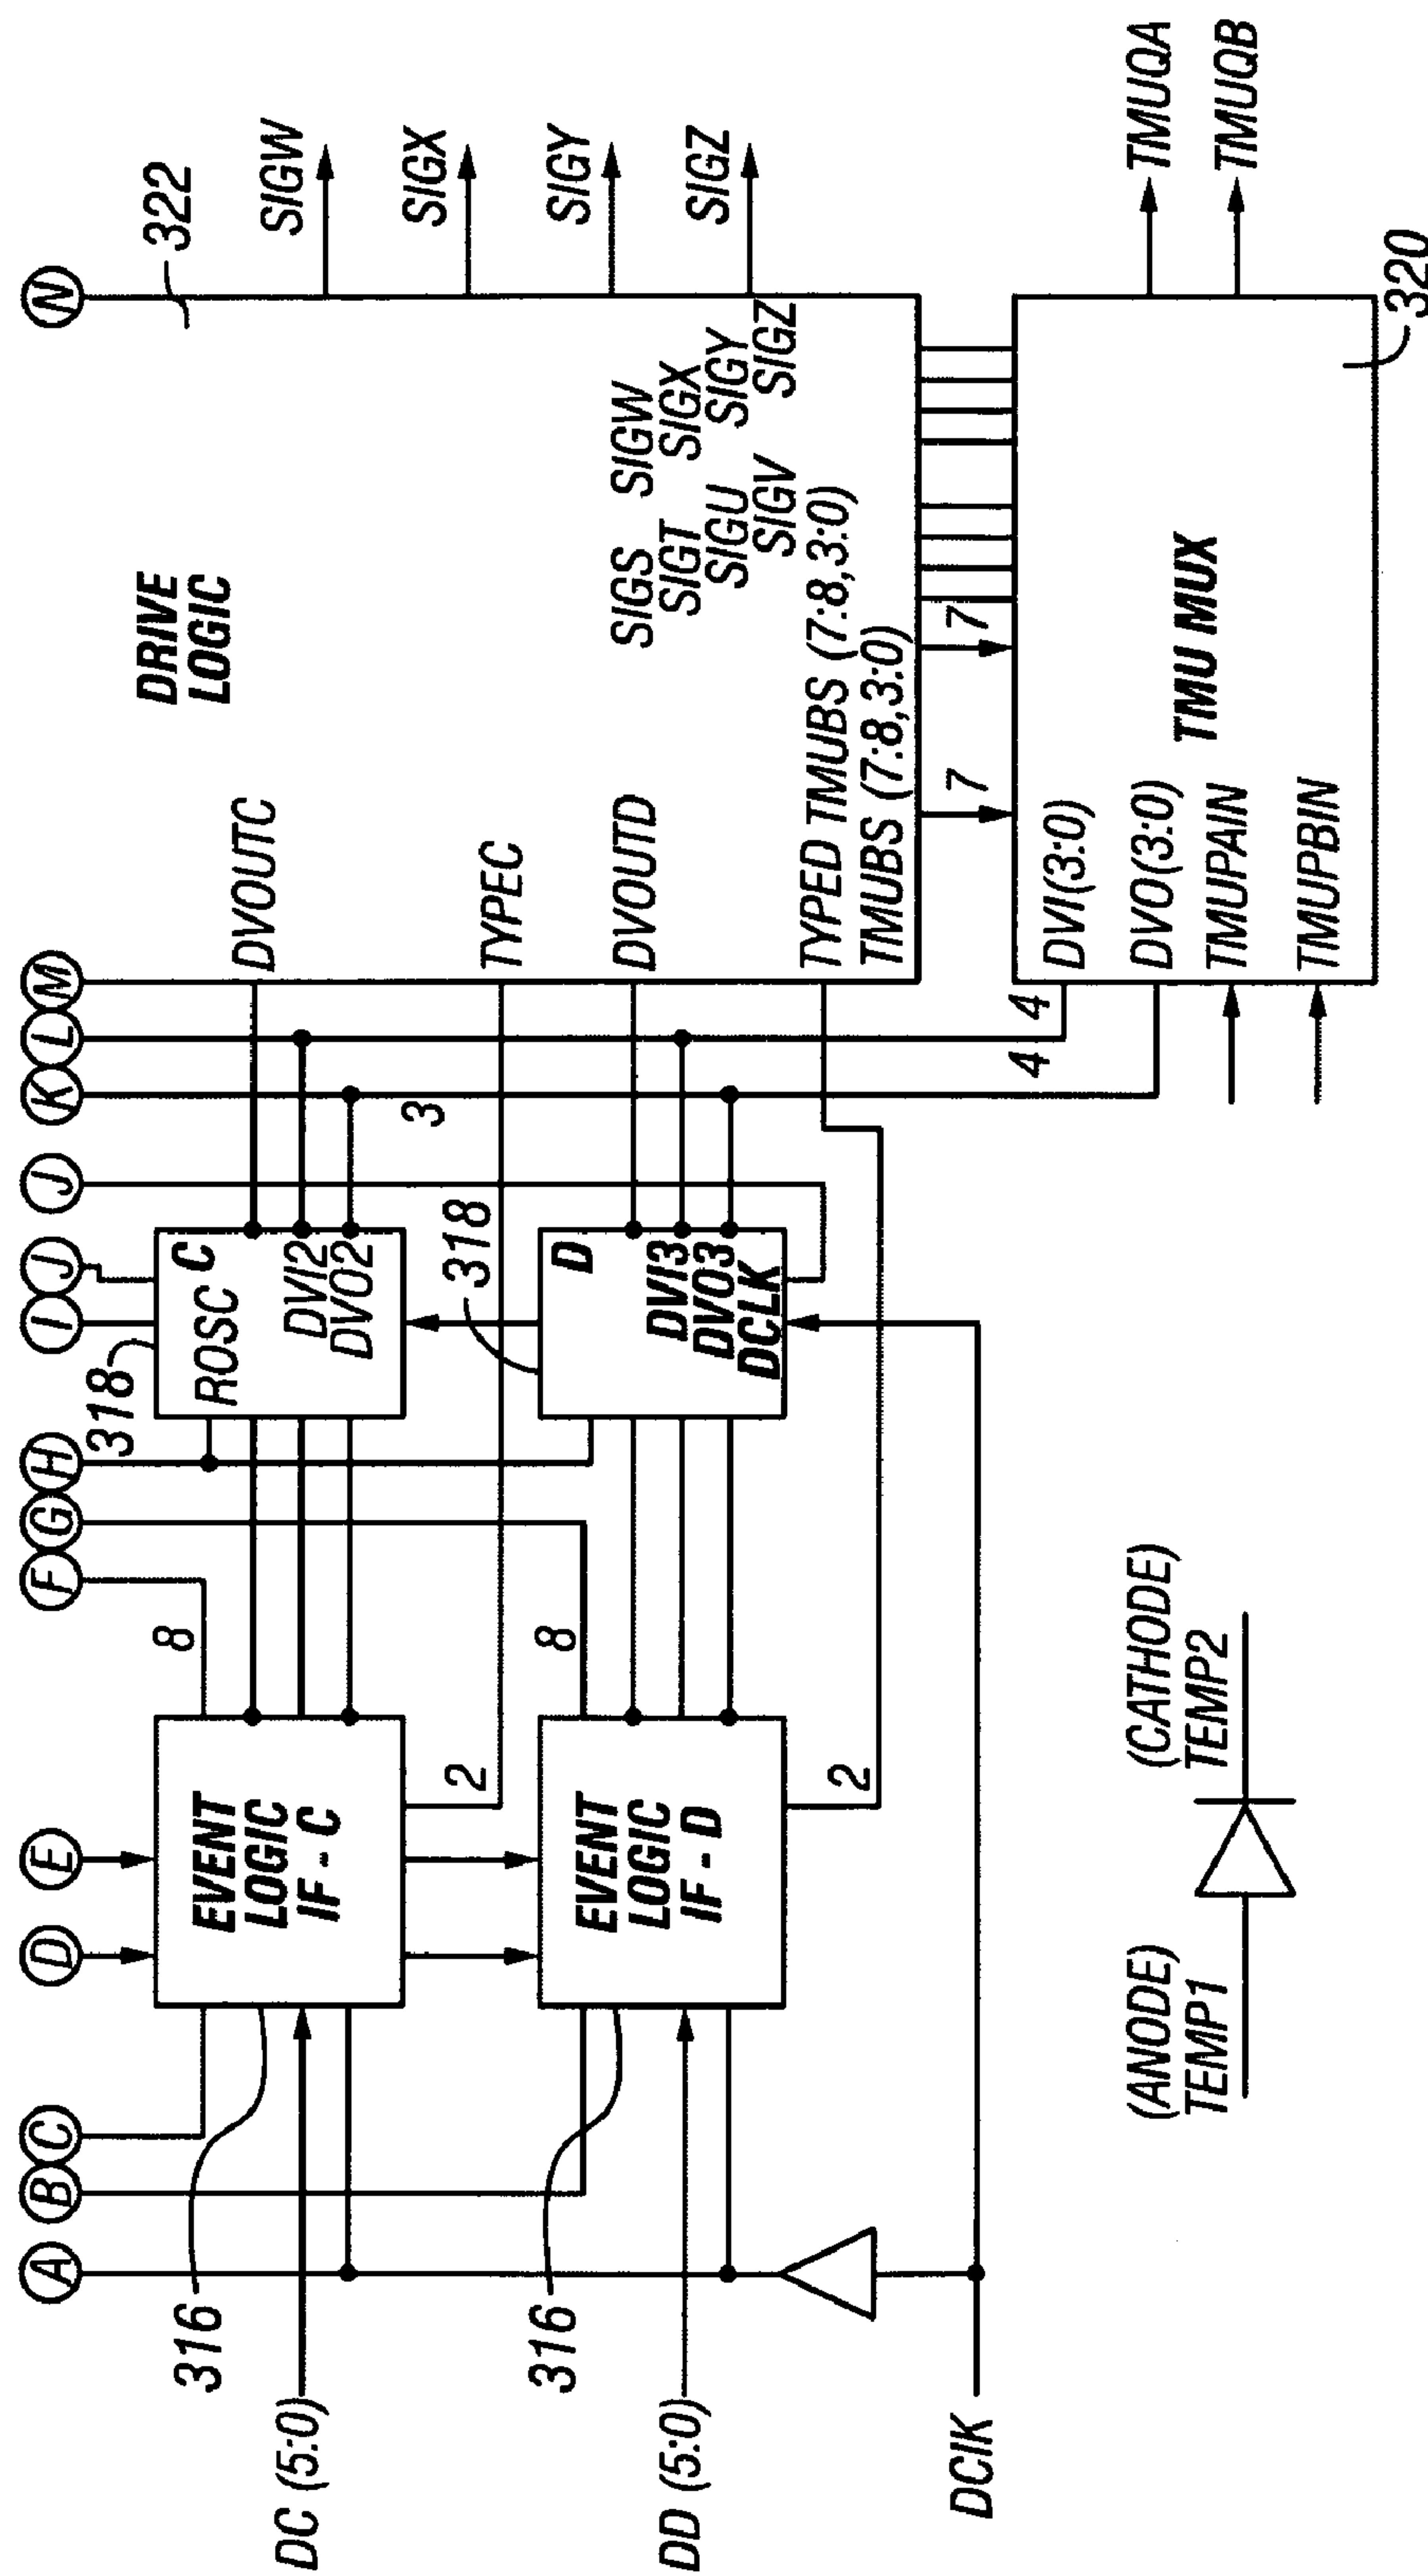 A
B
C
D
E
F
G
H
I
J
J
K
L
M
N
322
318
318
316
316
320
8
8
2
2
3
4
4
7
7
DC (5:0)
DD (5:0)
DCIK
EVENT
LOGIC
IF - C
EVENT
LOGIC
IF - D
C
ROSC
DVI2
DVO2
D
DVI3
DVO3
DCLK
DRIVE
LOGIC
DVOUTC
TYPEC
DVOUTD
TYPED TMUBS (7:8,3:0)
TMUBS (7:8,3:0)
SIGS SIGW
SIGT SIGX
SIGU SIGY
SIGV SIGZ
SIGW
SIGX
SIGY
SIGZ
TMU MUX
DVI(3:0)
DVO(3:0)
TMUPAIN
TMUPBIN
TMUQA
TMUQB
(ANODE)
TEMP1
(CATHODE)
TEMP2